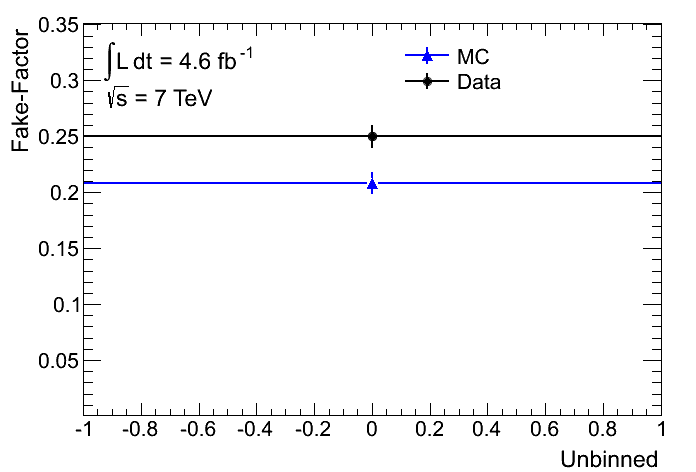 Fake-Factor
0.35
0.3
0.25
0.2
0.15
0.1
0.05
∫L dt = 4.6 fb⁻¹
√s = 7 TeV
MC
Data
-1 -0.8 -0.6 -0.4 -0.2 0 0.2 0.4 0.6 0.8 1
Unbinned